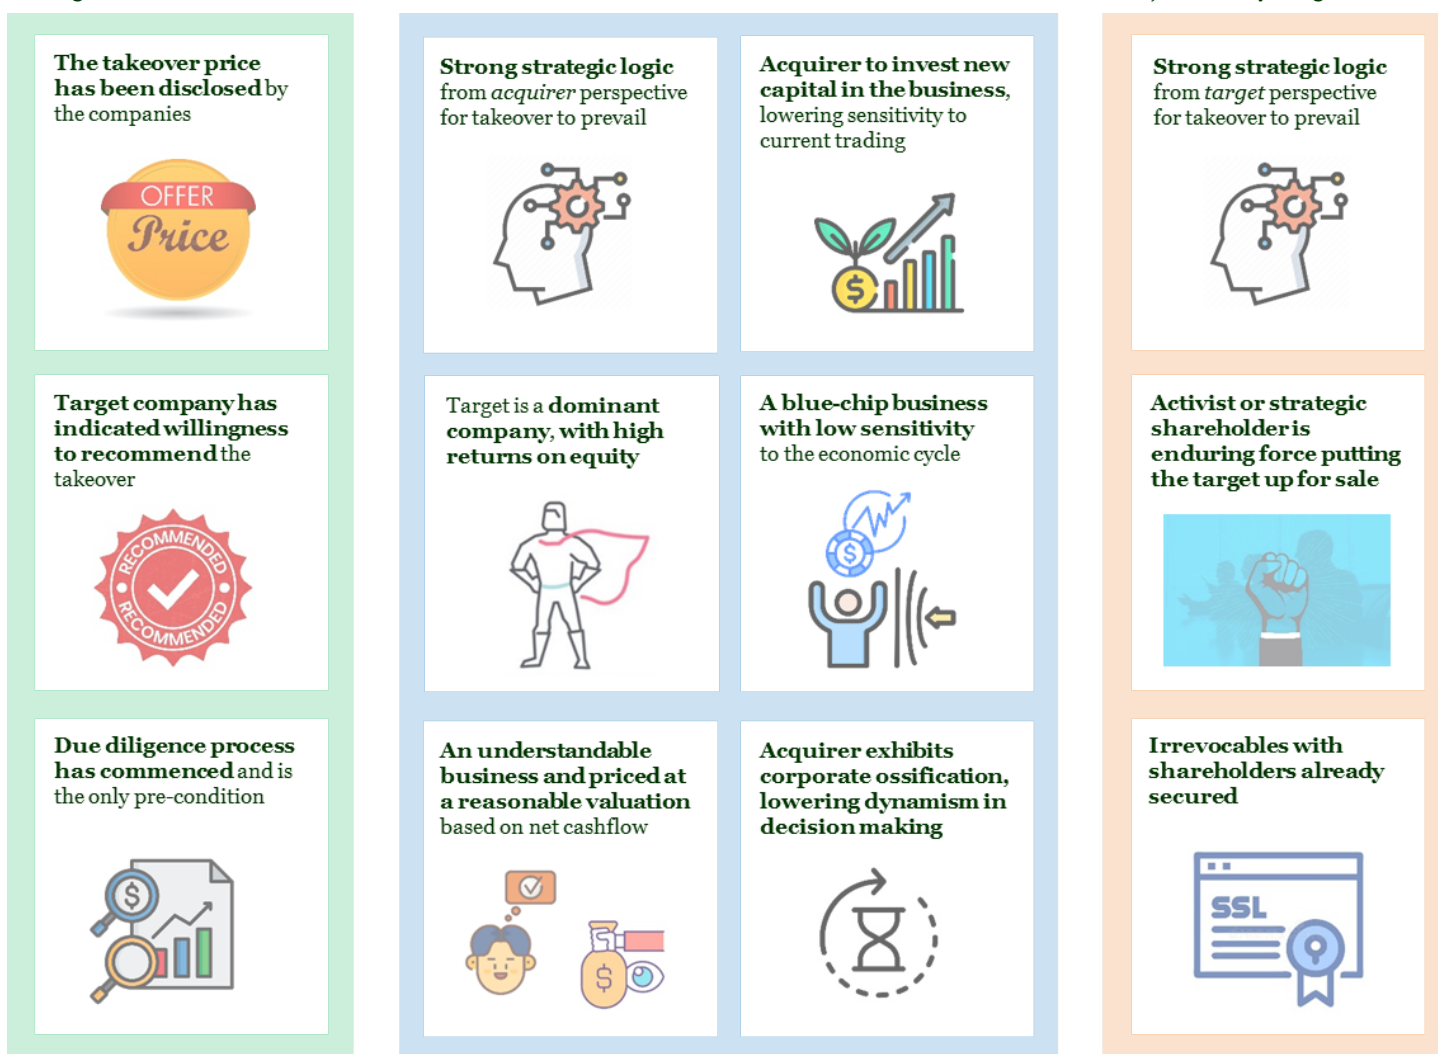 The takeover price
has been disclosed by
the companies
OFFER
Price
Target company has
indicated willingness
to recommend the
takeover
RECOMMENDED
RECOMMENDED
Due diligence process
has commenced and is
the only pre-condition
$
Strong strategic logic
from acquirer perspective
for takeover to prevail
Acquirer to invest new
capital in the business,
lowering sensitivity to
current trading
$
Target is a dominant
company, with high
returns on equity
A blue-chip business
with low sensitivity
to the economic cycle
$
An understandable
business and priced at
a reasonable valuation
based on net cashflow
$
Acquirer exhibits
corporate ossification,
lowering dynamism in
decision making
Strong strategic logic
from target perspective
for takeover to prevail
Activist or strategic
shareholder is
enduring force putting
the target up for sale
Irrevocables with
shareholders already
secured
SSL